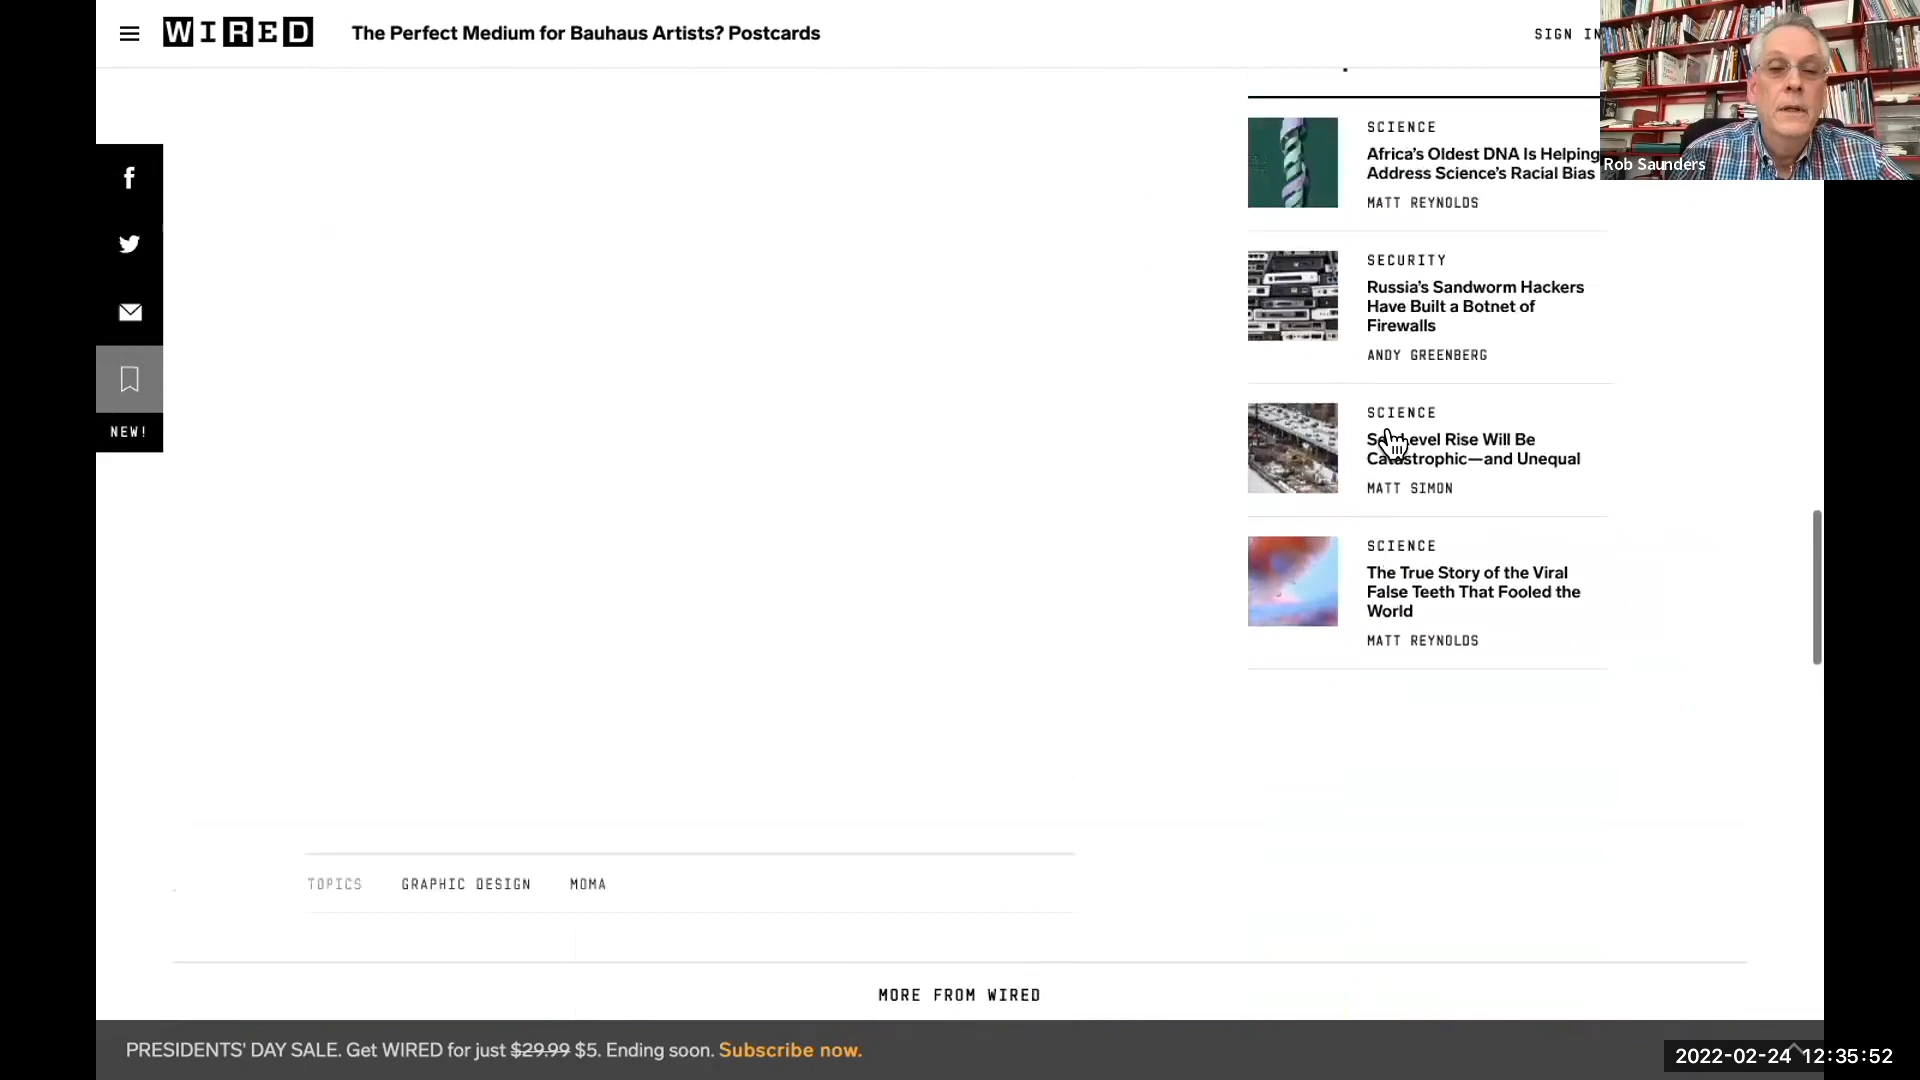 WIRED
The Perfect Medium for Bauhaus Artists? Postcards
SIGN IN
Rob Saunders
SCIENCE
Africa’s Oldest DNA Is Helping
Address Science’s Racial Bias
MATT REYNOLDS
SECURITY
Russia’s Sandworm Hackers
Have Built a Botnet of
Firewalls
ANDY GREENBERG
SCIENCE
Level Rise Will Be
Catastrophic—and Unequal
MATT SIMON
SCIENCE
The True Story of the Viral
False Teeth That Fooled the
World
MATT REYNOLDS
NEW!
TOPICS GRAPHIC DESIGN MOMA
MORE FROM WIRED
PRESIDENTS' DAY SALE. Get WIRED for just $29.99 $5. Ending soon. Subscribe now.
2022-02-24 12:35:52